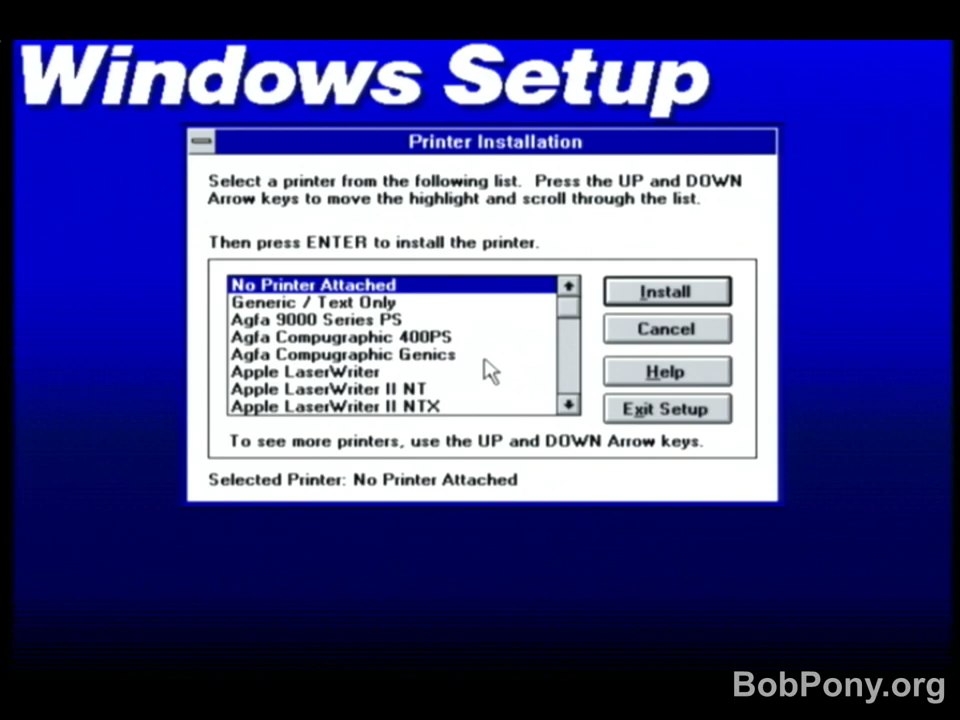 Windows Setup
Printer Installation
Select a printer from the following list. Press the UP and DOWN
Arrow keys to move the highlight and scroll through the list.
Then press ENTER to install the printer.
No Printer Attached
Generic / Text Only
Agfa 9000 Series PS
Agfa Compugraphic 400PS
Agfa Compugraphic Genics
Apple LaserWriter
Apple LaserWriter II NT
Apple LaserWriter II NTX
Install
Cancel
Help
Exit Setup
To see more printers, use the UP and DOWN Arrow keys.
Selected Printer: No Printer Attached
BobPony.org